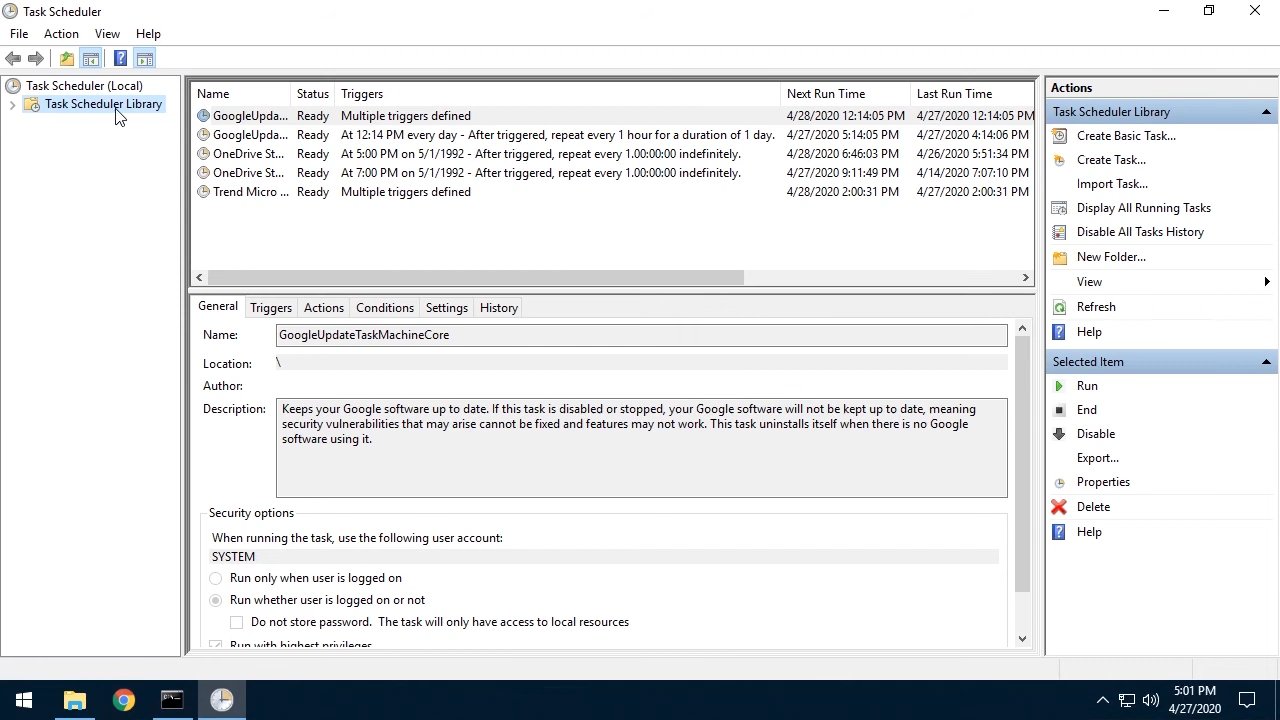 Task Scheduler
File Action View Help
Task Scheduler (Local)
Task Scheduler Library
Name Status Triggers Next Run Time Last Run Time
GoogleUpda... Ready Multiple triggers defined 4/28/2020 12:14:05 PM 4/27/2020 12:14:05 PM
GoogleUpda... Ready At 12:14 PM every day - After triggered, repeat every 1 hour for a duration of 1 day. 4/27/2020 5:14:05 PM 4/27/2020 4:14:06 PM
OneDrive St... Ready At 5:00 PM on 5/1/1992 - After triggered, repeat every 1.00:00:00 indefinitely. 4/28/2020 6:46:03 PM 4/26/2020 5:51:34 PM
OneDrive St... Ready At 7:00 PM on 5/1/1992 - After triggered, repeat every 1.00:00:00 indefinitely. 4/27/2020 9:11:49 PM 4/14/2020 7:07:10 PM
Trend Micro ... Ready Multiple triggers defined 4/28/2020 2:00:31 PM 4/27/2020 2:00:31 PM
General Triggers Actions Conditions Settings History
Name: GoogleUpdateTaskMachineCore
Location: \
Author:
Description: Keeps your Google software up to date. If this task is disabled or stopped, your Google software will not be kept up to date, meaning
security vulnerabilities that may arise cannot be fixed and features may not work. This task uninstalls itself when there is no Google
software using it.
Security options
When running the task, use the following user account:
SYSTEM
Run only when user is logged on
Run whether user is logged on or not
Do not store password. The task will only have access to local resources
Run with highest privileges
Actions
Task Scheduler Library
Create Basic Task...
Create Task...
Import Task...
Display All Running Tasks
Disable All Tasks History
New Folder...
View
Refresh
Help
Selected Item
Run
End
Disable
Export...
Properties
Delete
Help
5:01 PM
4/27/2020